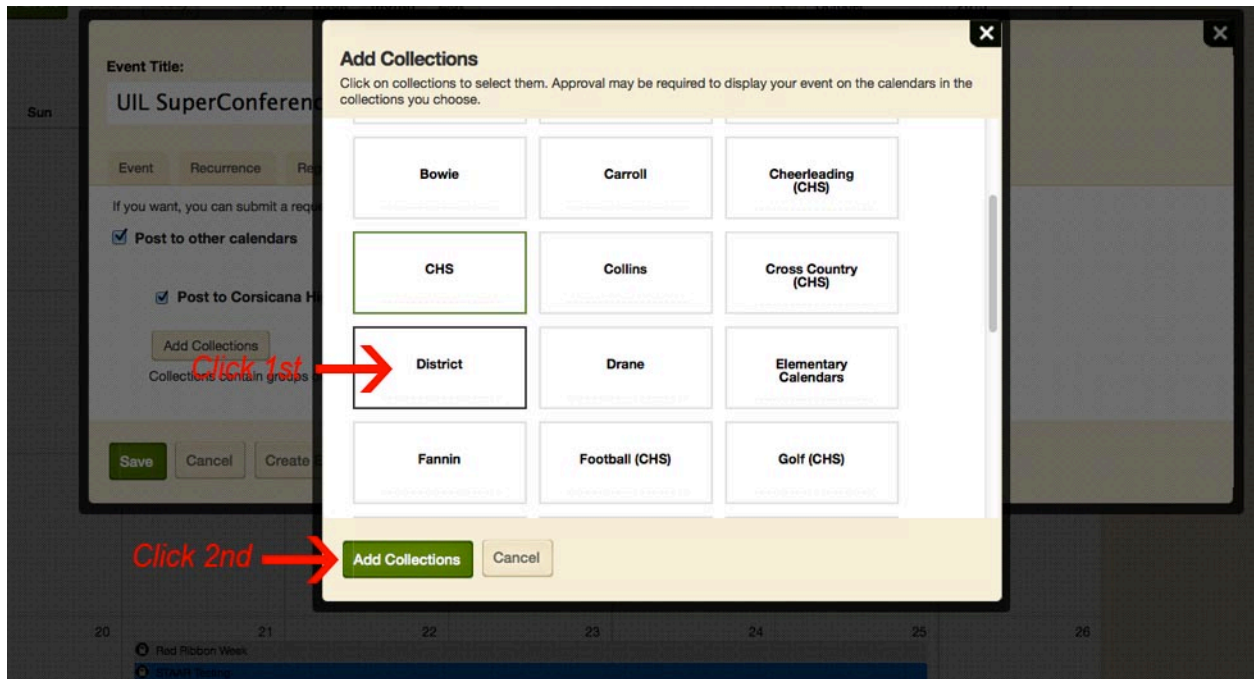 Sun
Event Title:
UIL SuperConferenc
Event
Recurrence
If you want, you can submit a reque
Post to other calendars
Post to Corsicana Hi
Add Collections
Collections contain groups
Save
Cancel
Create
Add Collections
Click on collections to select them. Approval may be required to display your event on the calendars in the
collections you choose.
Bowie
Carroll
Cheerleading
(CHS)
CHS
Collins
Cross Country
(CHS)
District
Drane
Elementary
Calendars
Fannin
Football (CHS)
Golf (CHS)
Add Collections
Cancel
Click 1st
Click 2nd
20
21
22
23
24
25
26
Red Ribbon Week
STAAR Testing